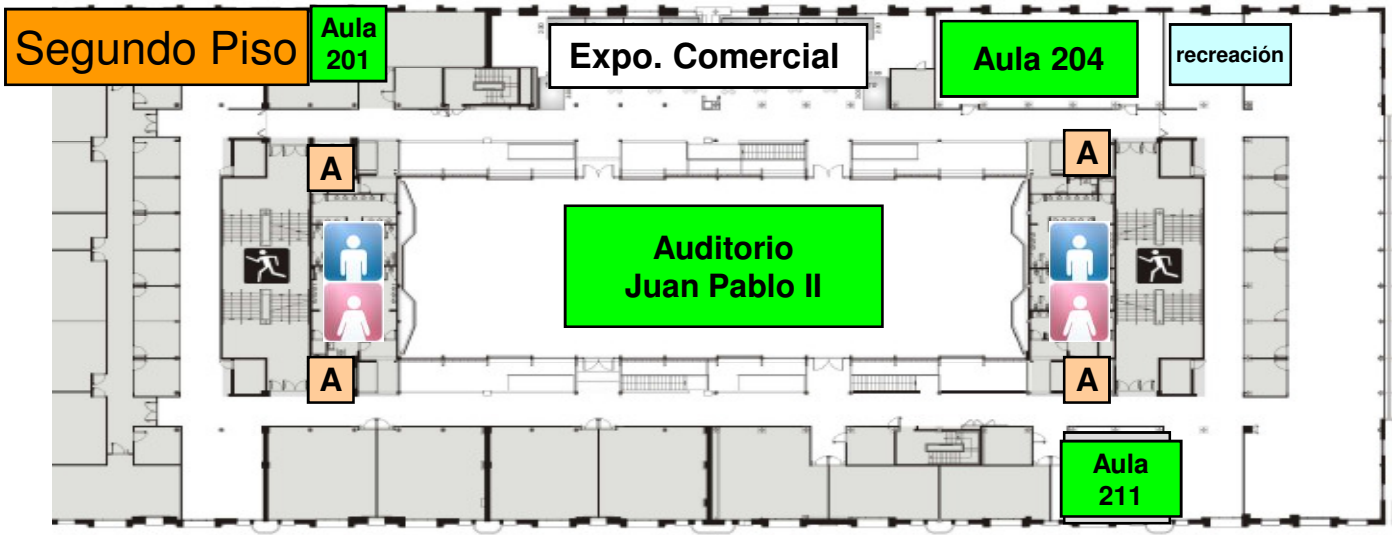 Segundo Piso
Aula
201
Expo. Comercial
Aula 204
recreación
A
A
Auditorio
Juan Pablo II
A
A
Aula
211